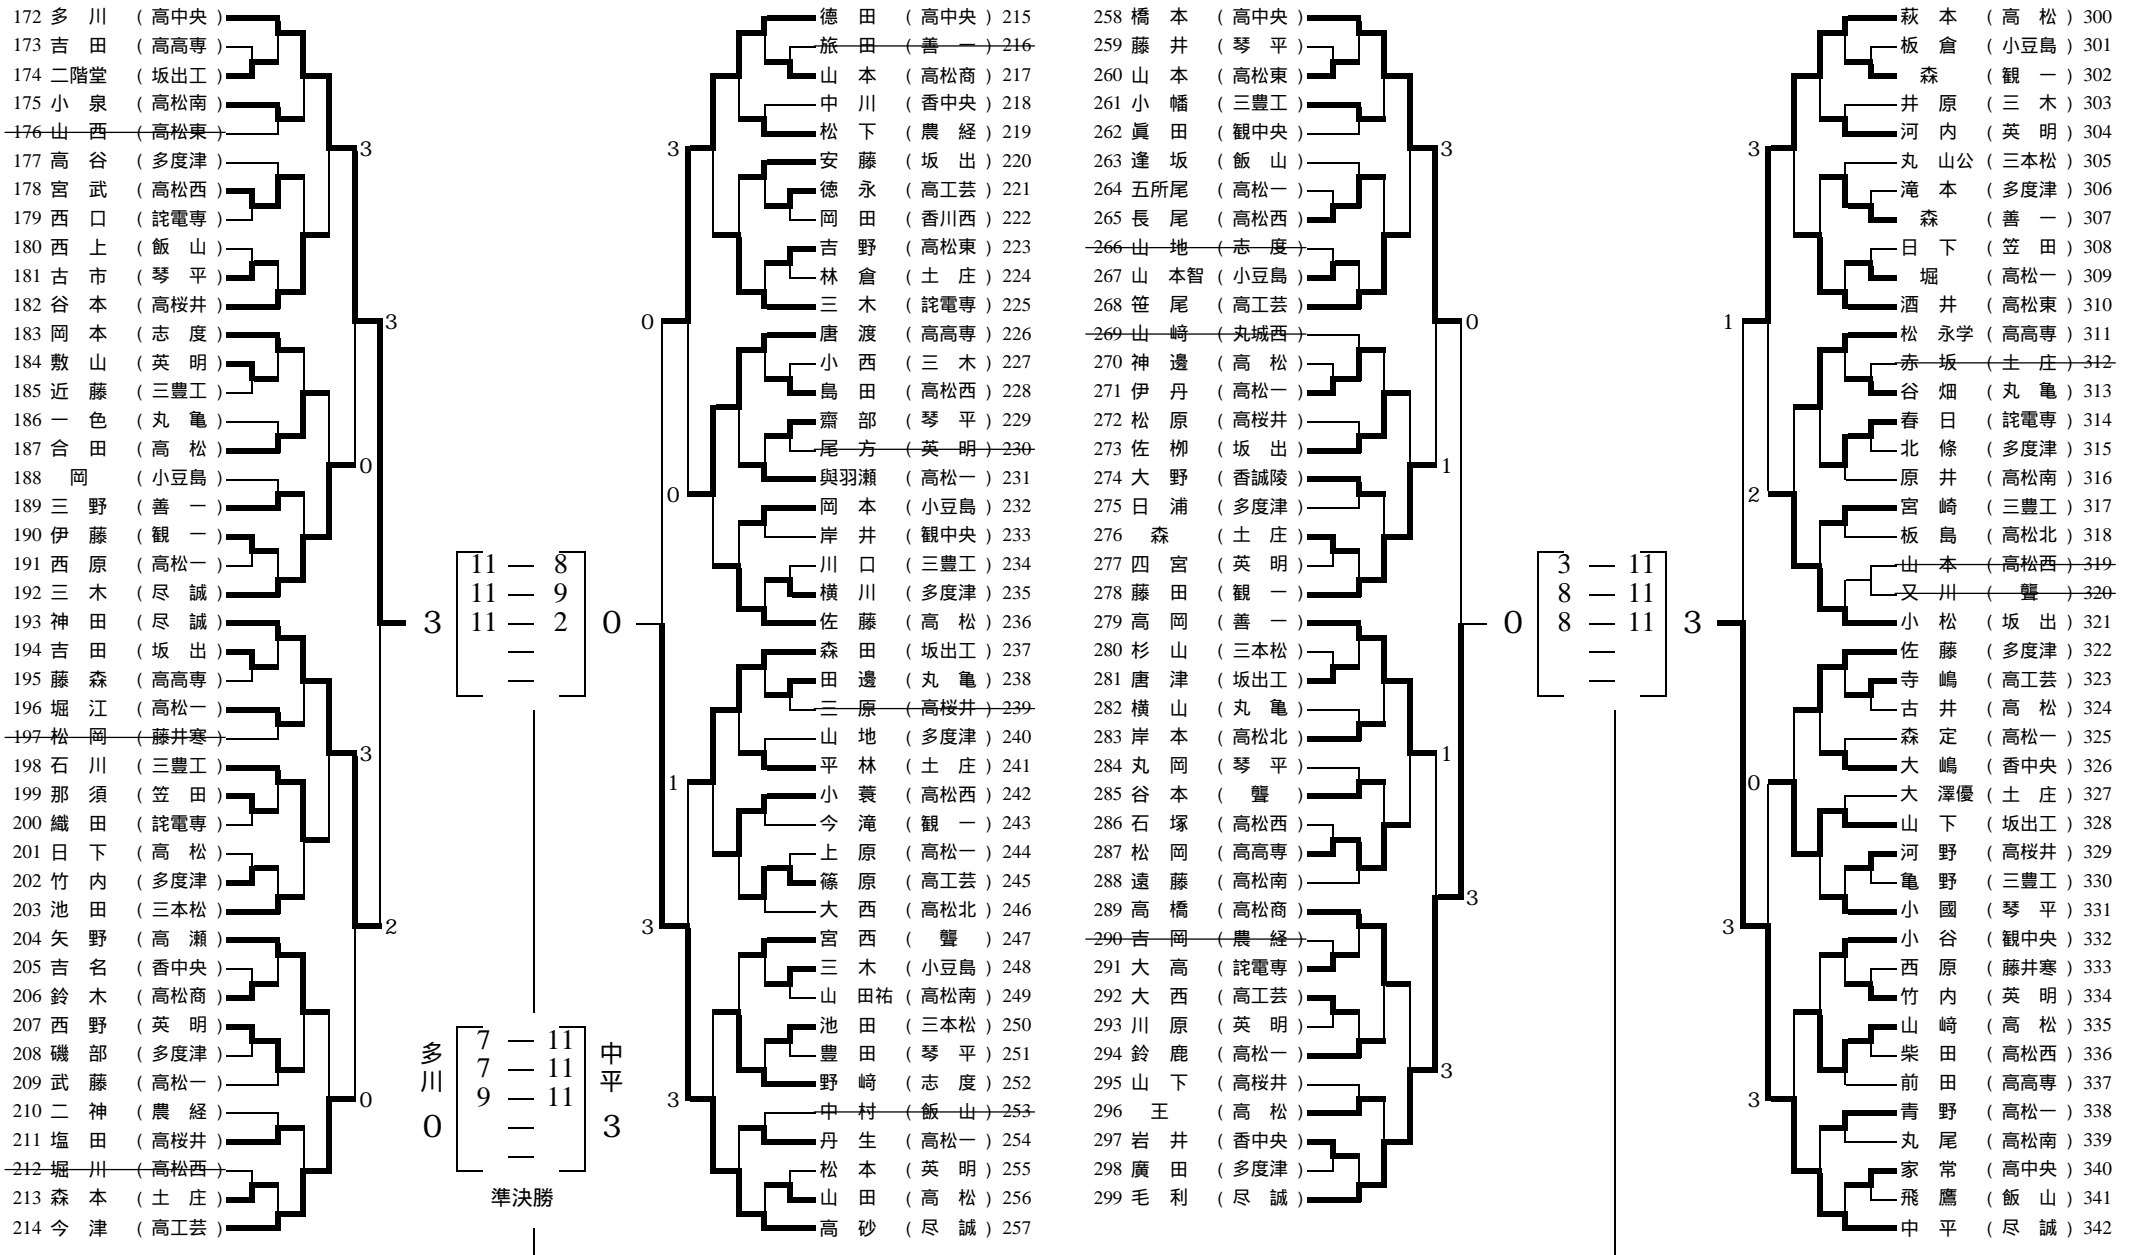 172 多川 (高中央)
173 吉田 (高高専)
174 二階堂 (坂出工)
175 小泉 (高松南)
176 山西 (高松東)
177 高谷 (多度津)
178 宮武 (高松西)
179 西口 (詫電専)
180 西上 (飯山)
181 古市 (琴平)
182 谷本 (高桜井)
183 岡本 (志度)
184 敷山 (英明)
185 近藤 (三豊工)
186 一色 (丸亀)
187 合田 (高松)
188 岡 (小豆島)
189 三野 (善一)
190 伊藤 (観一)
191 西原 (高松一)
192 三木 (尽誠)
193 神田 (尽誠)
194 吉田 (坂出)
195 藤森 (高高専)
196 堀江 (高松一)
197 松岡 (藤井寒)
198 石川 (三豊工)
199 那須 (笠田)
200 織田 (詫電専)
201 日下 (高松)
202 竹内 (多度津)
203 池田 (三本松)
204 矢野 (高瀬)
205 吉名 (香中央)
206 鈴木 (高松商)
207 西野 (英明)
208 磯部 (多度津)
209 武藤 (高松一)
210 二神 (農経)
211 塩田 (高桜井)
212 堀川 (高松西)
213 森本 (土庄)
214 今津 (高工芸)
3
3
0
3
2
3
0
3
11 — 8
11 — 9
11 — 2
—
—
0
多川
0
7 — 11
7 — 11
9 — 11
—
—
中平
3
準決勝
3
0
0
1
3
3
徳田 (高中央) 215
旅田 (善一) 216
山本 (高松商) 217
中川 (香中央) 218
松下 (農経) 219
安藤 (坂出) 220
徳永 (高工芸) 221
岡田 (香川西) 222
吉野 (高松東) 223
林倉 (土庄) 224
三木 (詫電専) 225
唐渡 (高高専) 226
小西 (三木) 227
島田 (高松西) 228
齋部 (琴平) 229
尾方 (英明) 230
與羽瀬 (高松一) 231
岡本 (小豆島) 232
岸井 (観中央) 233
川口 (三豊工) 234
横川 (多度津) 235
佐藤 (高松) 236
森田 (坂出工) 237
田邊 (丸亀) 238
三原 (高桜井) 239
山地 (多度津) 240
平林 (土庄) 241
小蓑 (高松西) 242
今滝 (観一) 243
上原 (高松一) 244
篠原 (高工芸) 245
大西 (高松北) 246
宮西 (聾) 247
三木 (小豆島) 248
山田祐 (高松南) 249
池田 (三本松) 250
豊田 (琴平) 251
野﨑 (志度) 252
中村 (飯山) 253
丹生 (高松一) 254
松本 (英明) 255
山田 (高松) 256
高砂 (尽誠) 257
258 橋本 (高中央)
259 藤井 (琴平)
260 山本 (高松東)
261 小幡 (三豊工)
262 眞田 (観中央)
263 逢坂 (飯山)
264 五所尾 (高松一)
265 長尾 (高松西)
266 山地 (志度)
267 山本智 (小豆島)
268 笹尾 (高工芸)
269 山﨑 (丸城西)
270 神邊 (高松)
271 伊丹 (高松一)
272 松原 (高桜井)
273 佐栁 (坂出)
274 大野 (香誠陵)
275 日浦 (多度津)
276 森 (土庄)
277 四宮 (英明)
278 藤田 (観一)
279 高岡 (善一)
280 杉山 (三本松)
281 唐津 (坂出工)
282 横山 (丸亀)
283 岸本 (高松北)
284 丸岡 (琴平)
285 谷本 (聾)
286 石塚 (高松西)
287 松岡 (高高専)
288 遠藤 (高松南)
289 高橋 (高松商)
290 吉岡 (農経)
291 大高 (詫電専)
292 大西 (高工芸)
293 川原 (英明)
294 鈴鹿 (高松一)
295 山下 (高桜井)
296 王 (高松)
297 岩井 (香中央)
298 廣田 (多度津)
299 毛利 (尽誠)
3
0
1
1
3
3
0
3 — 11
8 — 11
8 — 11
—
—
3
3
1
2
0
3
3
萩本 (高松) 300
板倉 (小豆島) 301
森 (観一) 302
井原 (三木) 303
河内 (英明) 304
丸山公 (三本松) 305
滝本 (多度津) 306
森 (善一) 307
日下 (笠田) 308
堀 (高松一) 309
酒井 (高松東) 310
松永学 (高高専) 311
赤坂 (土庄) 312
谷畑 (丸亀) 313
春日 (詫電専) 314
北條 (多度津) 315
原井 (高松南) 316
宮崎 (三豊工) 317
板島 (高松北) 318
山本 (高松西) 319
又川 (聾) 320
小松 (坂出) 321
佐藤 (多度津) 322
寺嶋 (高工芸) 323
古井 (高松) 324
森定 (高松一) 325
大嶋 (香中央) 326
大澤優 (土庄) 327
山下 (坂出工) 328
河野 (高桜井) 329
亀野 (三豊工) 330
小國 (琴平) 331
小谷 (観中央) 332
西原 (藤井寒) 333
竹内 (英明) 334
山﨑 (高松) 335
柴田 (高松西) 336
前田 (高高専) 337
青野 (高松一) 338
丸尾 (高松南) 339
家常 (高中央) 340
飛鷹 (飯山) 341
中平 (尽誠) 342